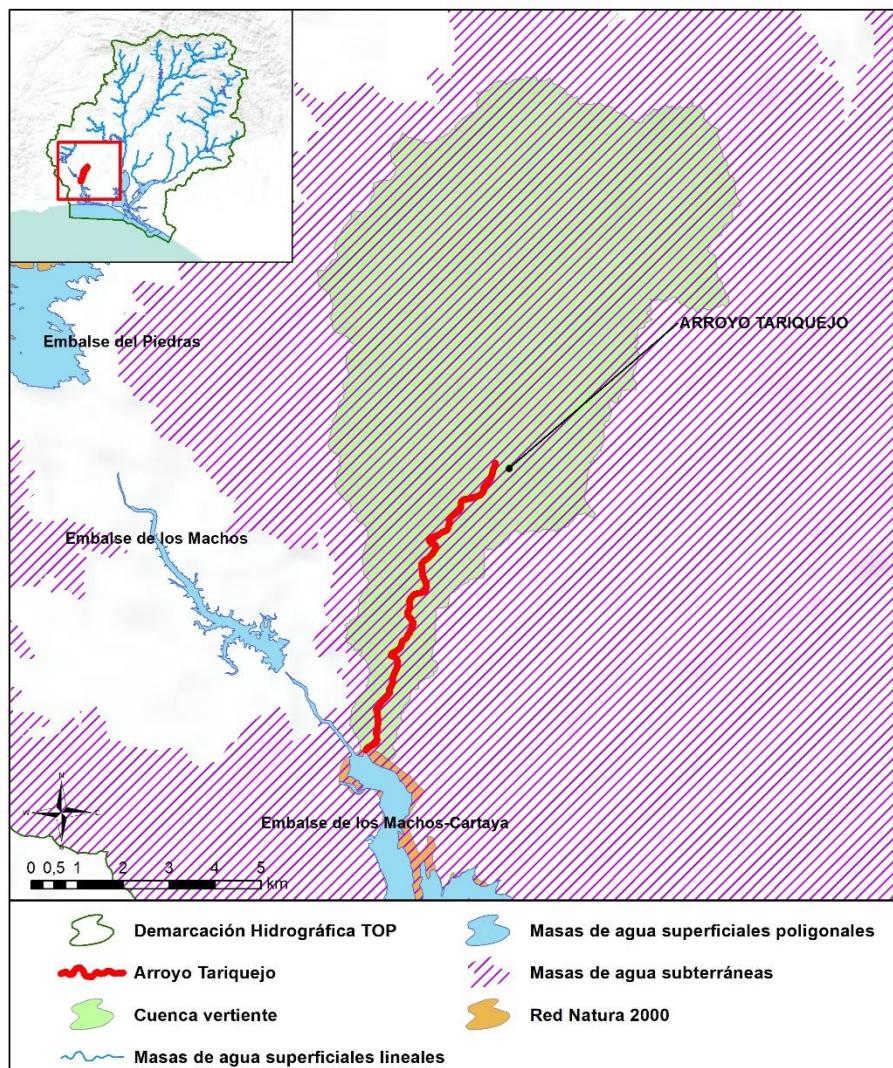 Embalse del Piedras
ARROYO TARIQUEJO
Embalse de los Machos
N
W
E
S
Embalse de los Machos-Cartaya
0 0,5 1 2 3 4 5
km
Demarcación Hidrográfica TOP
Masas de agua superficiales poligonales
Arroyo Tariquejo
Masas de agua subterráneas
Cuenca vertiente
Red Natura 2000
Masas de agua superficiales lineales